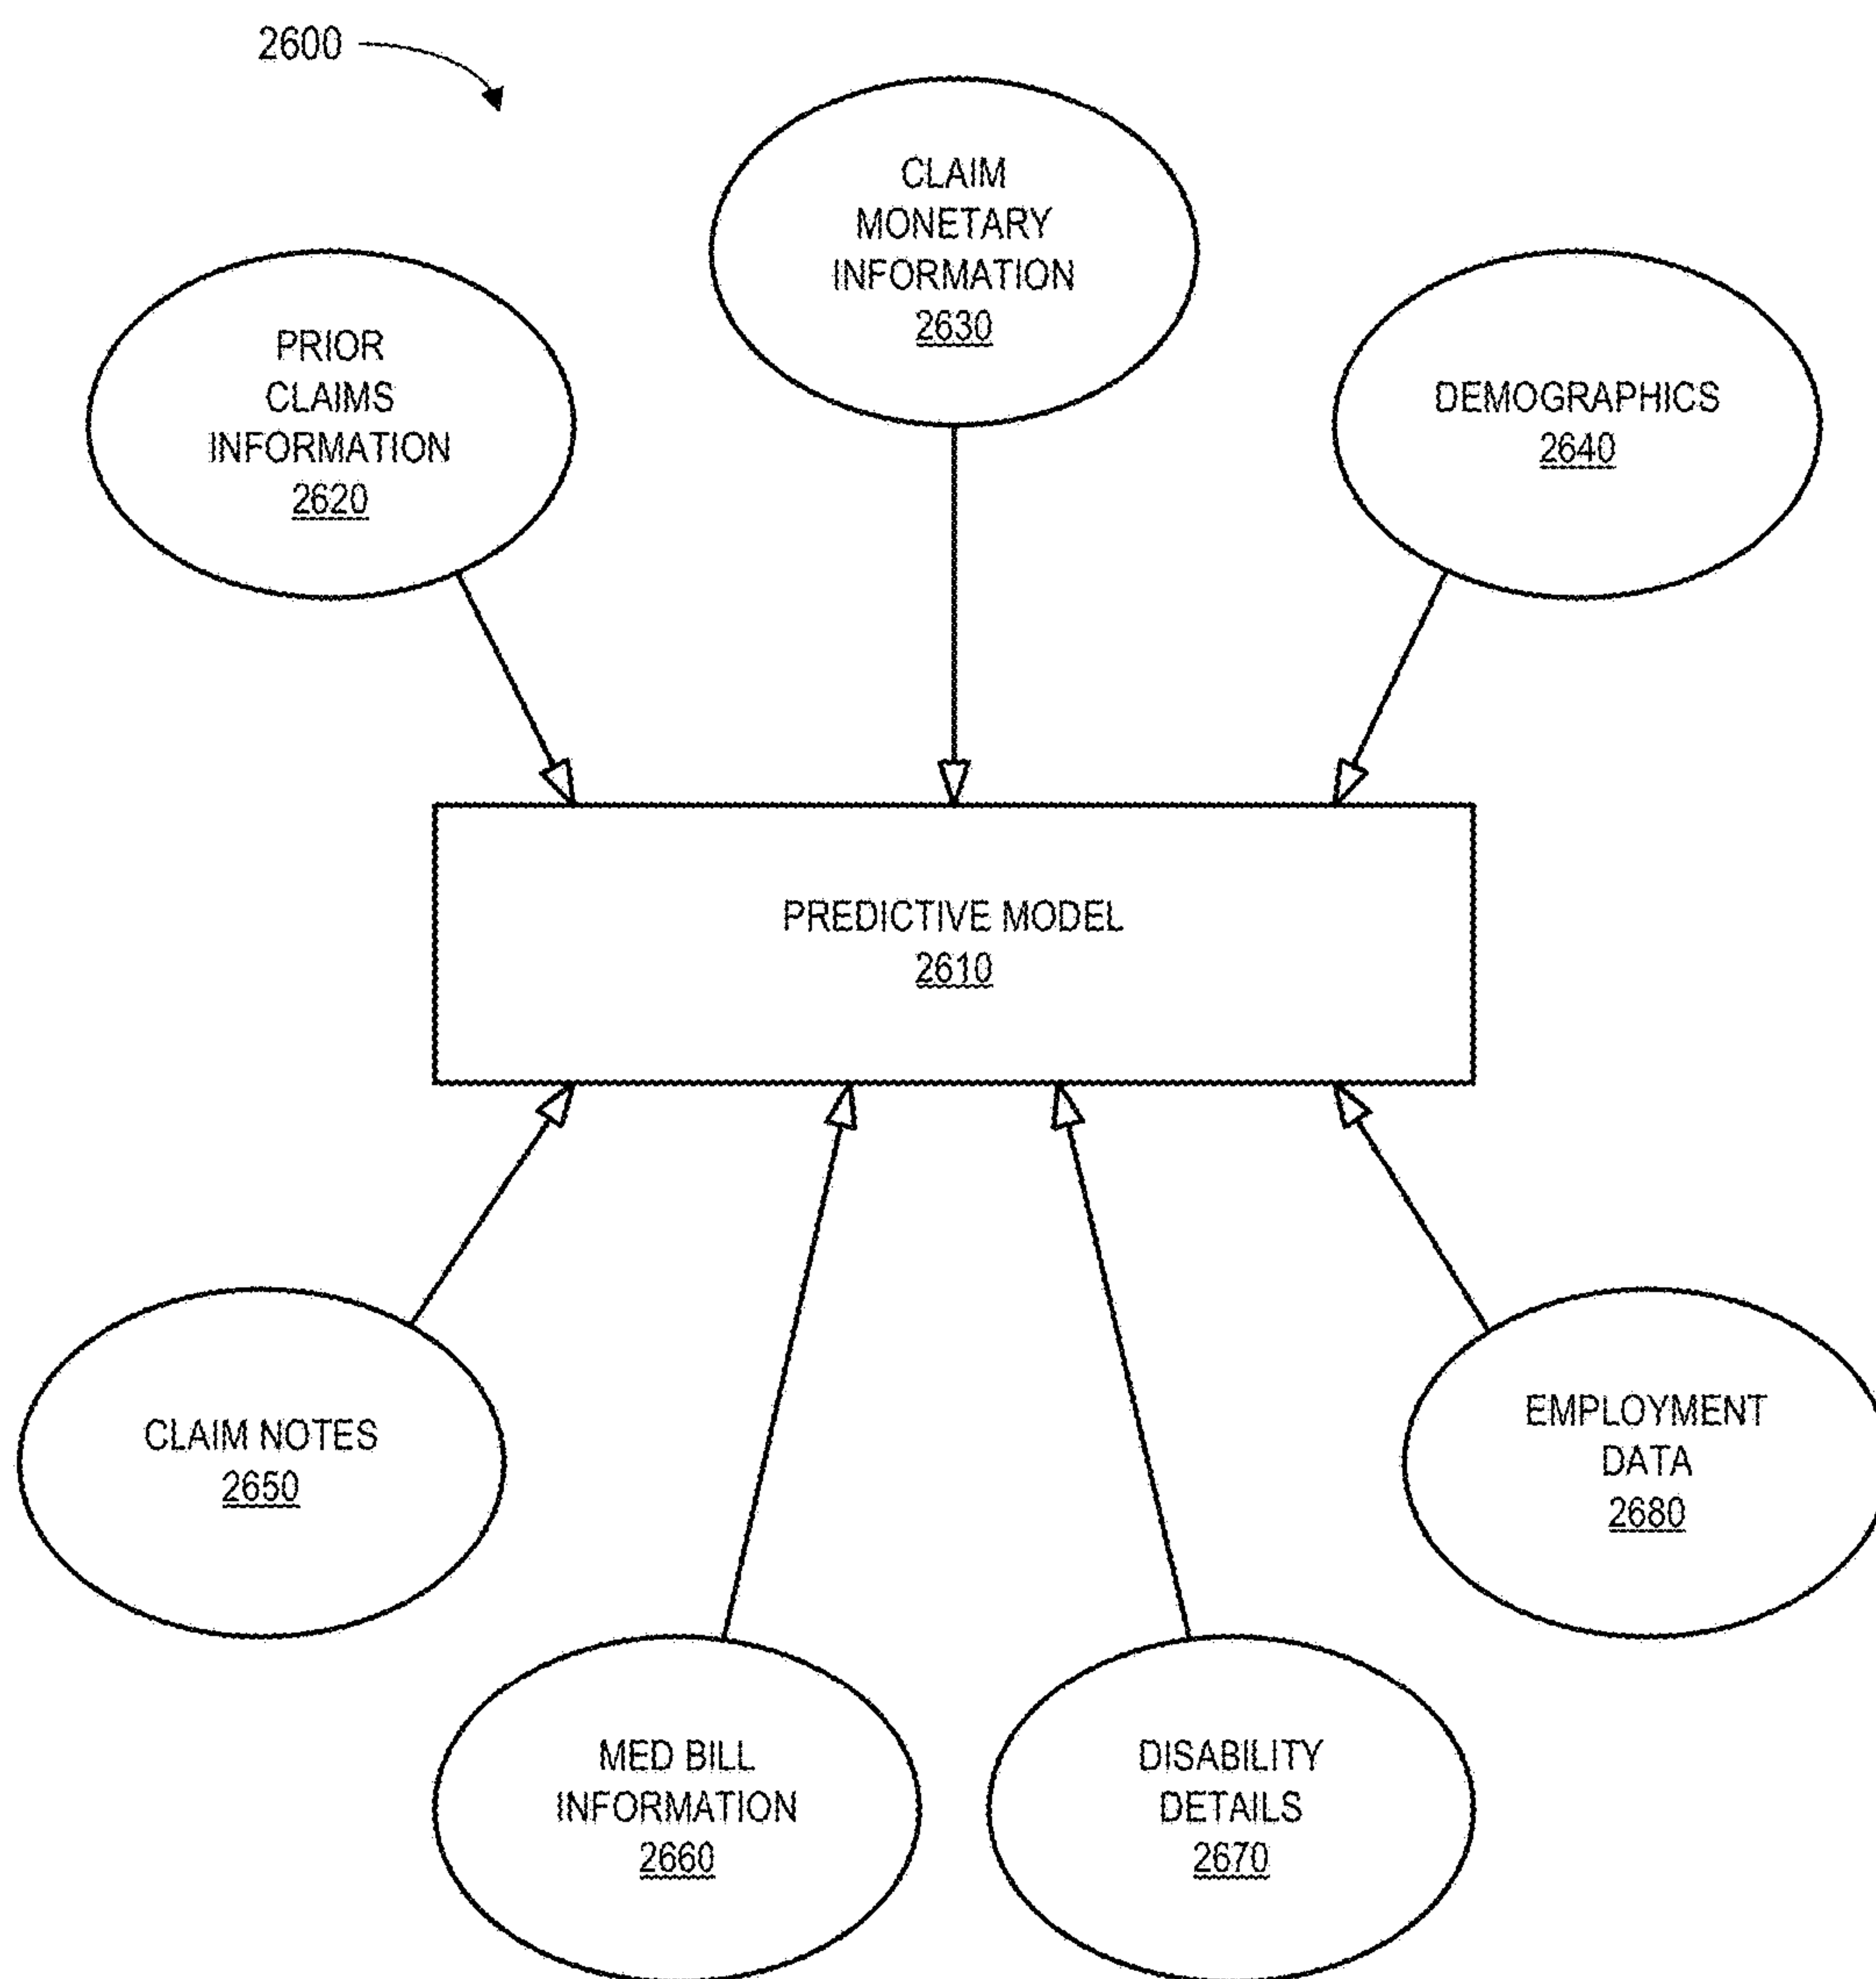 2600
CLAIM
MONETARY
INFORMATION
2630
PRIOR
CLAIMS
INFORMATION
2620
DEMOGRAPHICS
2640
PREDICTIVE MODEL
2610
CLAIM NOTES
2650
EMPLOYMENT
DATA
2680
MED BILL
INFORMATION
2660
DISABILITY
DETAILS
2670